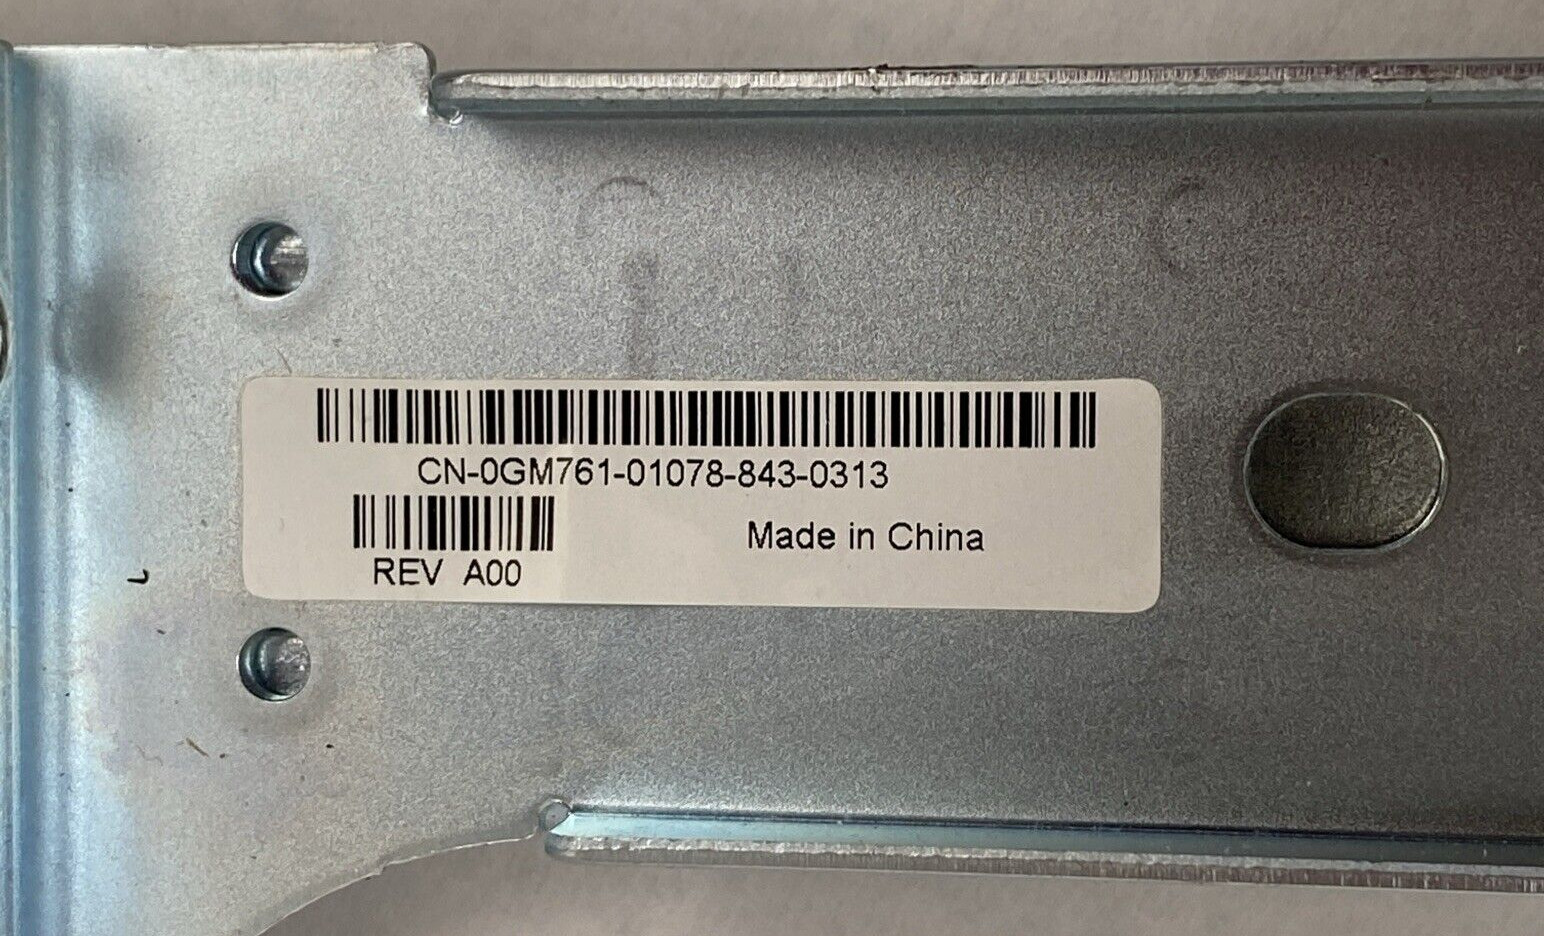 CN-0GM761-01078-843-0313
Made in China
REV A00